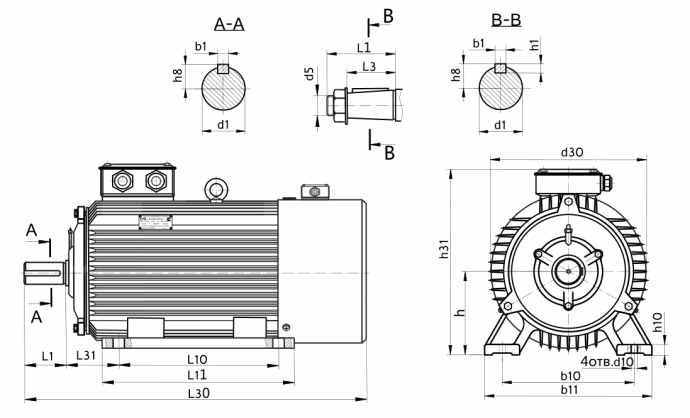 А-А
b1
h8
d1
В
L1
L3
d5
В
В-В
b1
h1
h8
d1
А
А
L1
L31
L10
L11
L30
d30
h31
h
h10
4отв.d10
b10
b11